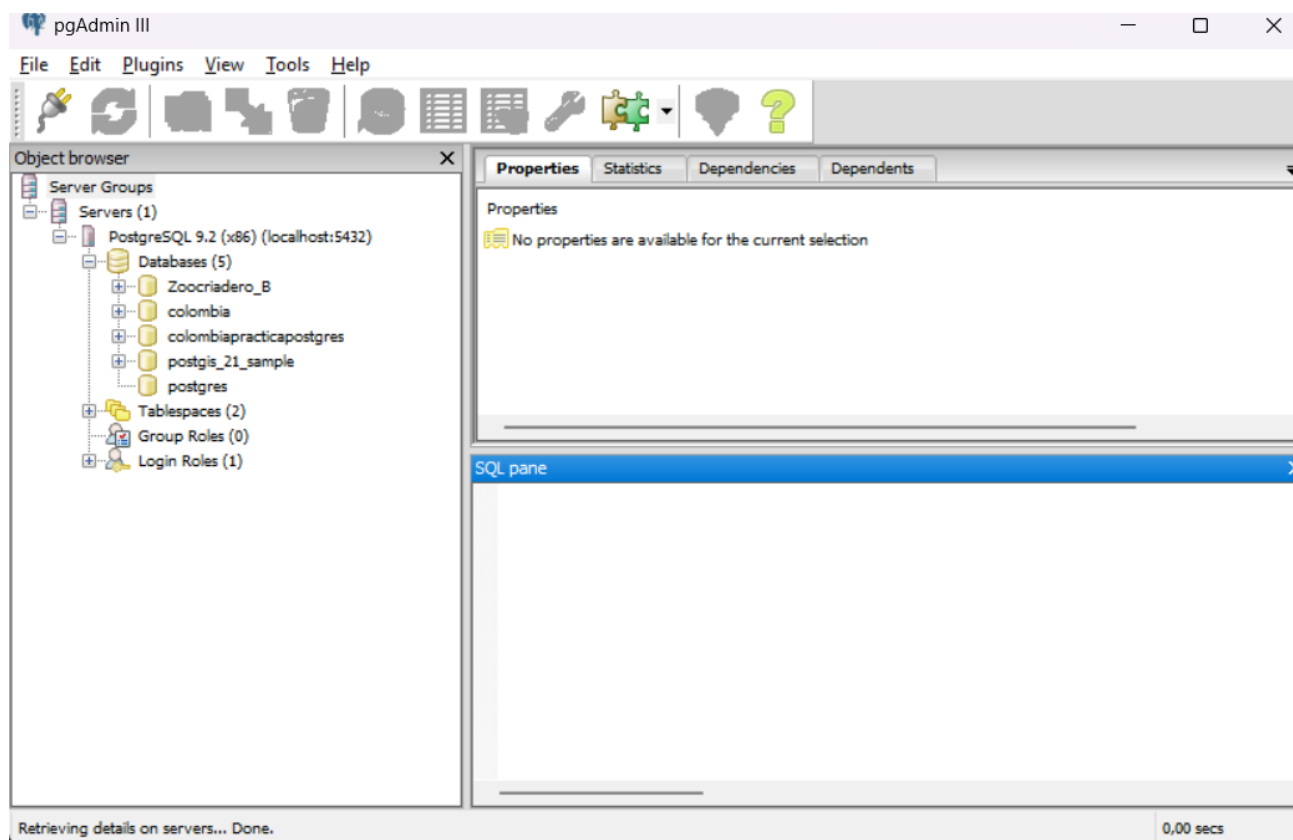 pgAdmin III
File Edit Plugins View Tools Help
Object browser
Server Groups
Servers (1)
PostgreSQL 9.2 (x86) (localhost:5432)
Databases (5)
Zoocriadero_B
colombia
colombiapracticapostgres
postgis_21_sample
postgres
Tablespaces (2)
Group Roles (0)
Login Roles (1)
Properties Statistics Dependencies Dependents
Properties
No properties are available for the current selection
SQL pane
Retrieving details on servers... Done.
0,00 secs